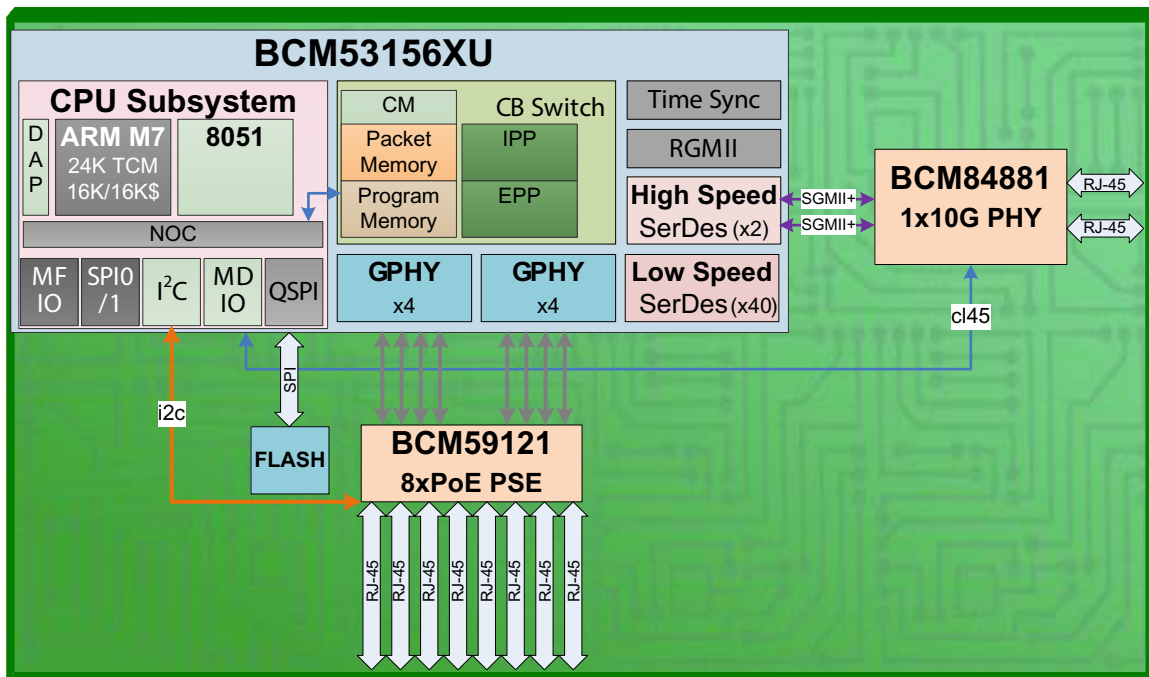 BCM53156XU
CPU Subsystem
D
A
P
ARM M7
24K TCM
16K/16K$
8051
NOC
MF
IO
SPI0
/1
I²C
MD
IO
QSPI
CM
Packet
Memory
Program
Memory
CB Switch
IPP
EPP
GPHY
x4
GPHY
x4
Time Sync
RGMII
High Speed
SerDes (x2)
Low Speed
SerDes (x40)
SGMII+
SGMII+
BCM84881
1x10G PHY
RJ-45
RJ-45
cl45
i2c
SPI
FLASH
BCM59121
8xPoE PSE
RJ-45
RJ-45
RJ-45
RJ-45
RJ-45
RJ-45
RJ-45
RJ-45